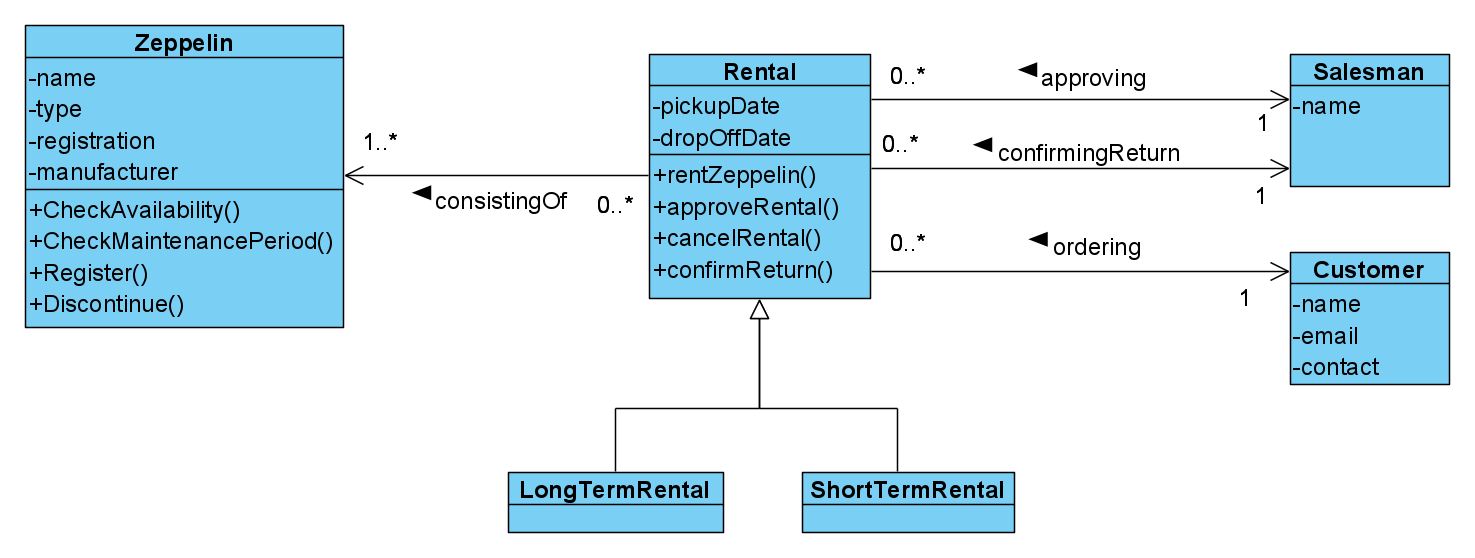 Zeppelin
-name
-type
-registration
-manufacturer
+CheckAvailability()
+CheckMaintenancePeriod()
+Register()
+Discontinue()
1..*
◄consistingOf
0..*
Rental
-pickupDate
-dropOffDate
+rentZeppelin()
+approveRental()
+cancelRental()
+confirmReturn()
0..*
◄approving
1
0..*
◄confirmingReturn
1
0..*
◄ordering
1
Salesman
-name
Customer
-name
-email
-contact
LongTermRental
ShortTermRental